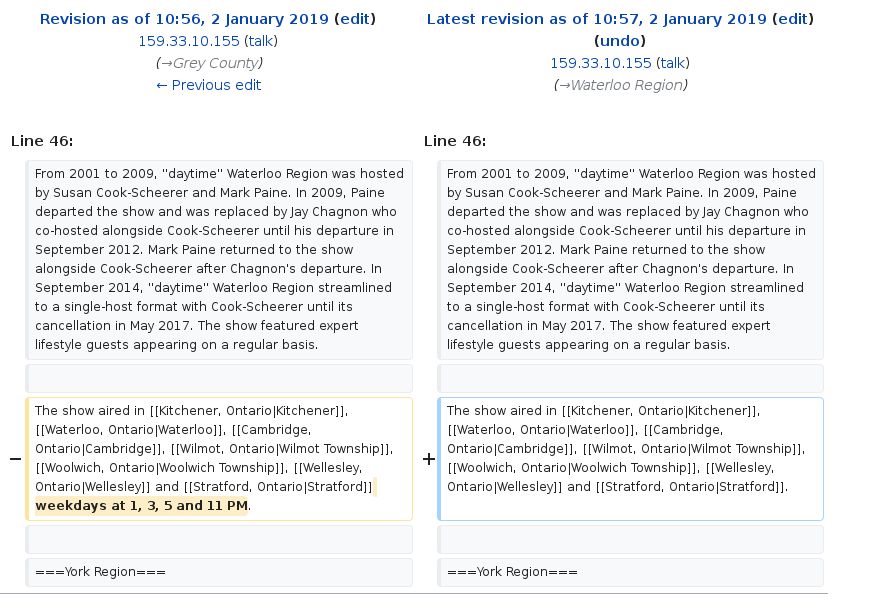 Revision as of 10:56, 2 January 2019 (edit)
159.33.10.155 (talk)
(→Grey County)
← Previous edit
Latest revision as of 10:57, 2 January 2019 (edit)
(undo)
159.33.10.155 (talk)
(→Waterloo Region)
Line 46:
Line 46:
From 2001 to 2009, "daytime" Waterloo Region was hosted
by Susan Cook-Scheerer and Mark Paine. In 2009, Paine
departed the show and was replaced by Jay Chagnon who
co-hosted alongside Cook-Scheerer until his departure in
September 2012. Mark Paine returned to the show
alongside Cook-Scheerer after Chagnon's departure. In
September 2014, "daytime" Waterloo Region streamlined
to a single-host format with Cook-Scheerer until its
cancellation in May 2017. The show featured expert
lifestyle guests appearing on a regular basis.
From 2001 to 2009, "daytime" Waterloo Region was hosted
by Susan Cook-Scheerer and Mark Paine. In 2009, Paine
departed the show and was replaced by Jay Chagnon who
co-hosted alongside Cook-Scheerer until his departure in
September 2012. Mark Paine returned to the show
alongside Cook-Scheerer after Chagnon's departure. In
September 2014, "daytime" Waterloo Region streamlined
to a single-host format with Cook-Scheerer until its
cancellation in May 2017. The show featured expert
lifestyle guests appearing on a regular basis.
−
The show aired in [[Kitchener, Ontario|Kitchener]],
[[Waterloo, Ontario|Waterloo]], [[Cambridge,
Ontario|Cambridge]], [[Wilmot, Ontario|Wilmot Township]],
[[Woolwich, Ontario|Woolwich Township]], [[Wellesley,
Ontario|Wellesley]] and [[Stratford, Ontario|Stratford]]
weekdays at 1, 3, 5 and 11 PM.
+
The show aired in [[Kitchener, Ontario|Kitchener]],
[[Waterloo, Ontario|Waterloo]], [[Cambridge,
Ontario|Cambridge]], [[Wilmot, Ontario|Wilmot Township]],
[[Woolwich, Ontario|Woolwich Township]], [[Wellesley,
Ontario|Wellesley]] and [[Stratford, Ontario|Stratford]].
===York Region===
===York Region===